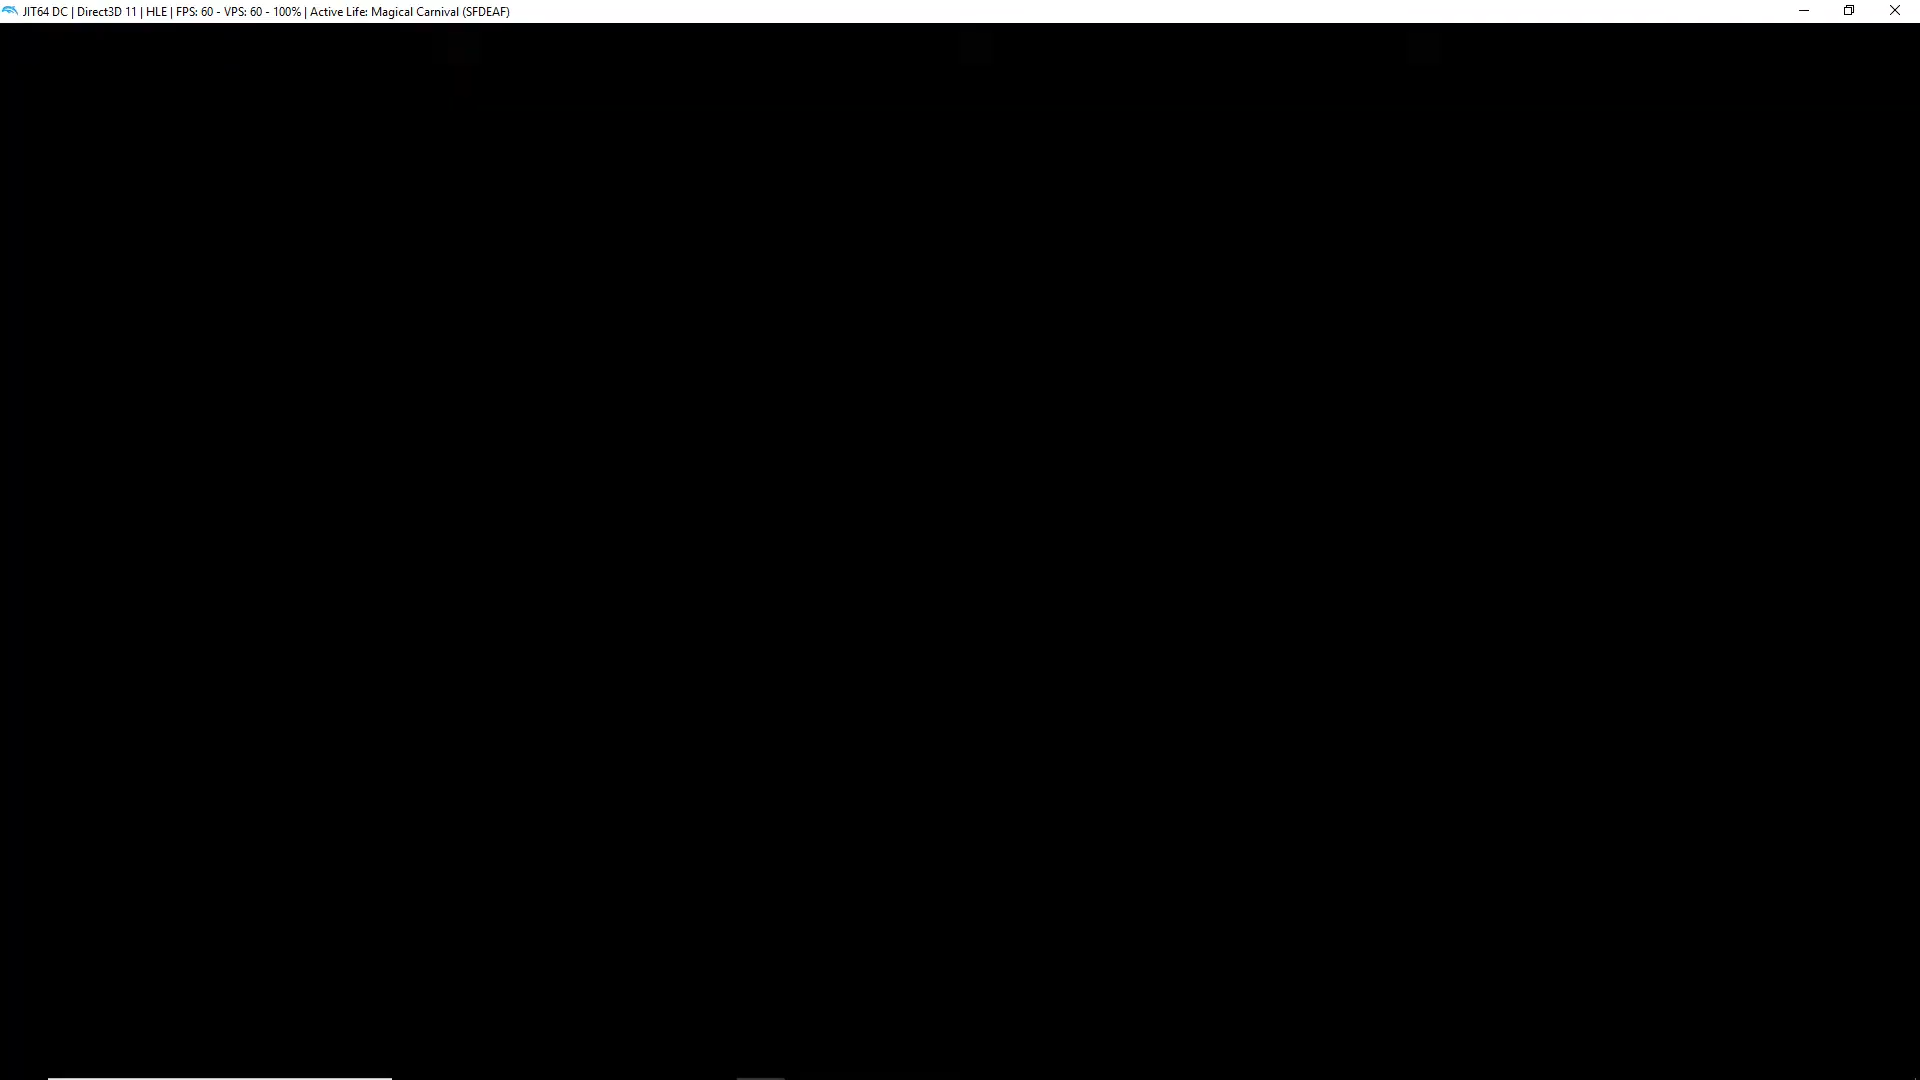 JIT64 DC | Direct3D 11 | HLE | FPS: 60 - VPS: 60 - 100% | Active Life: Magical Carnival (SFDEAF)